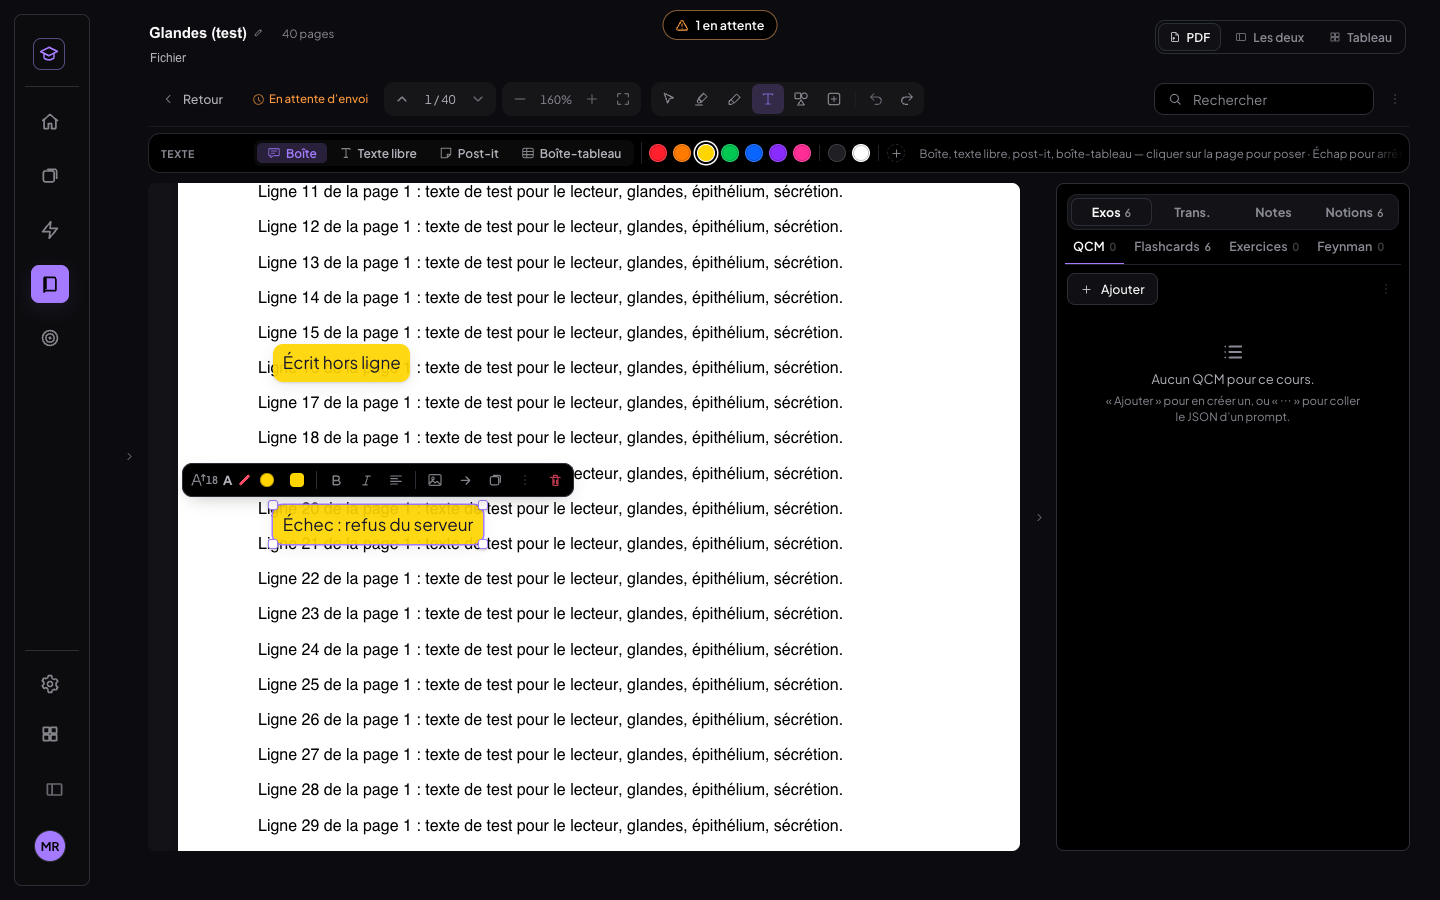 Glandes (test)
40 pages
1 en attente
PDF
Les deux
Tableau
Fichier
Retour
En attente d'envoi
1 / 40
160%
Rechercher
TEXTE
Boîte
Texte libre
Post-it
Boîte-tableau
Boîte, texte libre, post-it, boîte-tableau — cliquer sur la page pour poser · Échap pour
Ligne 11 de la page 1 : texte de test pour le lecteur, glandes, épithélium, sécrétion.
Ligne 12 de la page 1 : texte de test pour le lecteur, glandes, épithélium, sécrétion.
Ligne 13 de la page 1 : texte de test pour le lecteur, glandes, épithélium, sécrétion.
Ligne 14 de la page 1 : texte de test pour le lecteur, glandes, épithélium, sécrétion.
Ligne 15 de la page 1 : texte de test pour le lecteur, glandes, épithélium, sécrétion.
Écrit hors ligne
: texte de test pour le lecteur, glandes, épithélium, sécrétion.
Ligne 17 de la page 1 : texte de test pour le lecteur, glandes, épithélium, sécrétion.
Ligne 18 de la page 1 : texte de test pour le lecteur, glandes, épithélium, sécrétion.
glandes, épithélium, sécrétion.
A 18 A B I
Ligne 20 de la page 1 : texte de test pour le lecteur, glandes, épithélium, sécrétion.
Échec : refus du serveur
Ligne 21 de la page 1 : texte de test pour le lecteur, glandes, épithélium, sécrétion.
Ligne 22 de la page 1 : texte de test pour le lecteur, glandes, épithélium, sécrétion.
Ligne 23 de la page 1 : texte de test pour le lecteur, glandes, épithélium, sécrétion.
Ligne 24 de la page 1 : texte de test pour le lecteur, glandes, épithélium, sécrétion.
Ligne 25 de la page 1 : texte de test pour le lecteur, glandes, épithélium, sécrétion.
Ligne 26 de la page 1 : texte de test pour le lecteur, glandes, épithélium, sécrétion.
Ligne 27 de la page 1 : texte de test pour le lecteur, glandes, épithélium, sécrétion.
Ligne 28 de la page 1 : texte de test pour le lecteur, glandes, épithélium, sécrétion.
Ligne 29 de la page 1 : texte de test pour le lecteur, glandes, épithélium, sécrétion.
Exos 6
Trans.
Notes
Notions 6
QCM 0
Flashcards 6
Exercices 0
Feynman 0
Ajouter
Aucun QCM pour ce cours.
« Ajouter » pour en créer un, ou « ··· » pour coller
le JSON d'un prompt.
MR